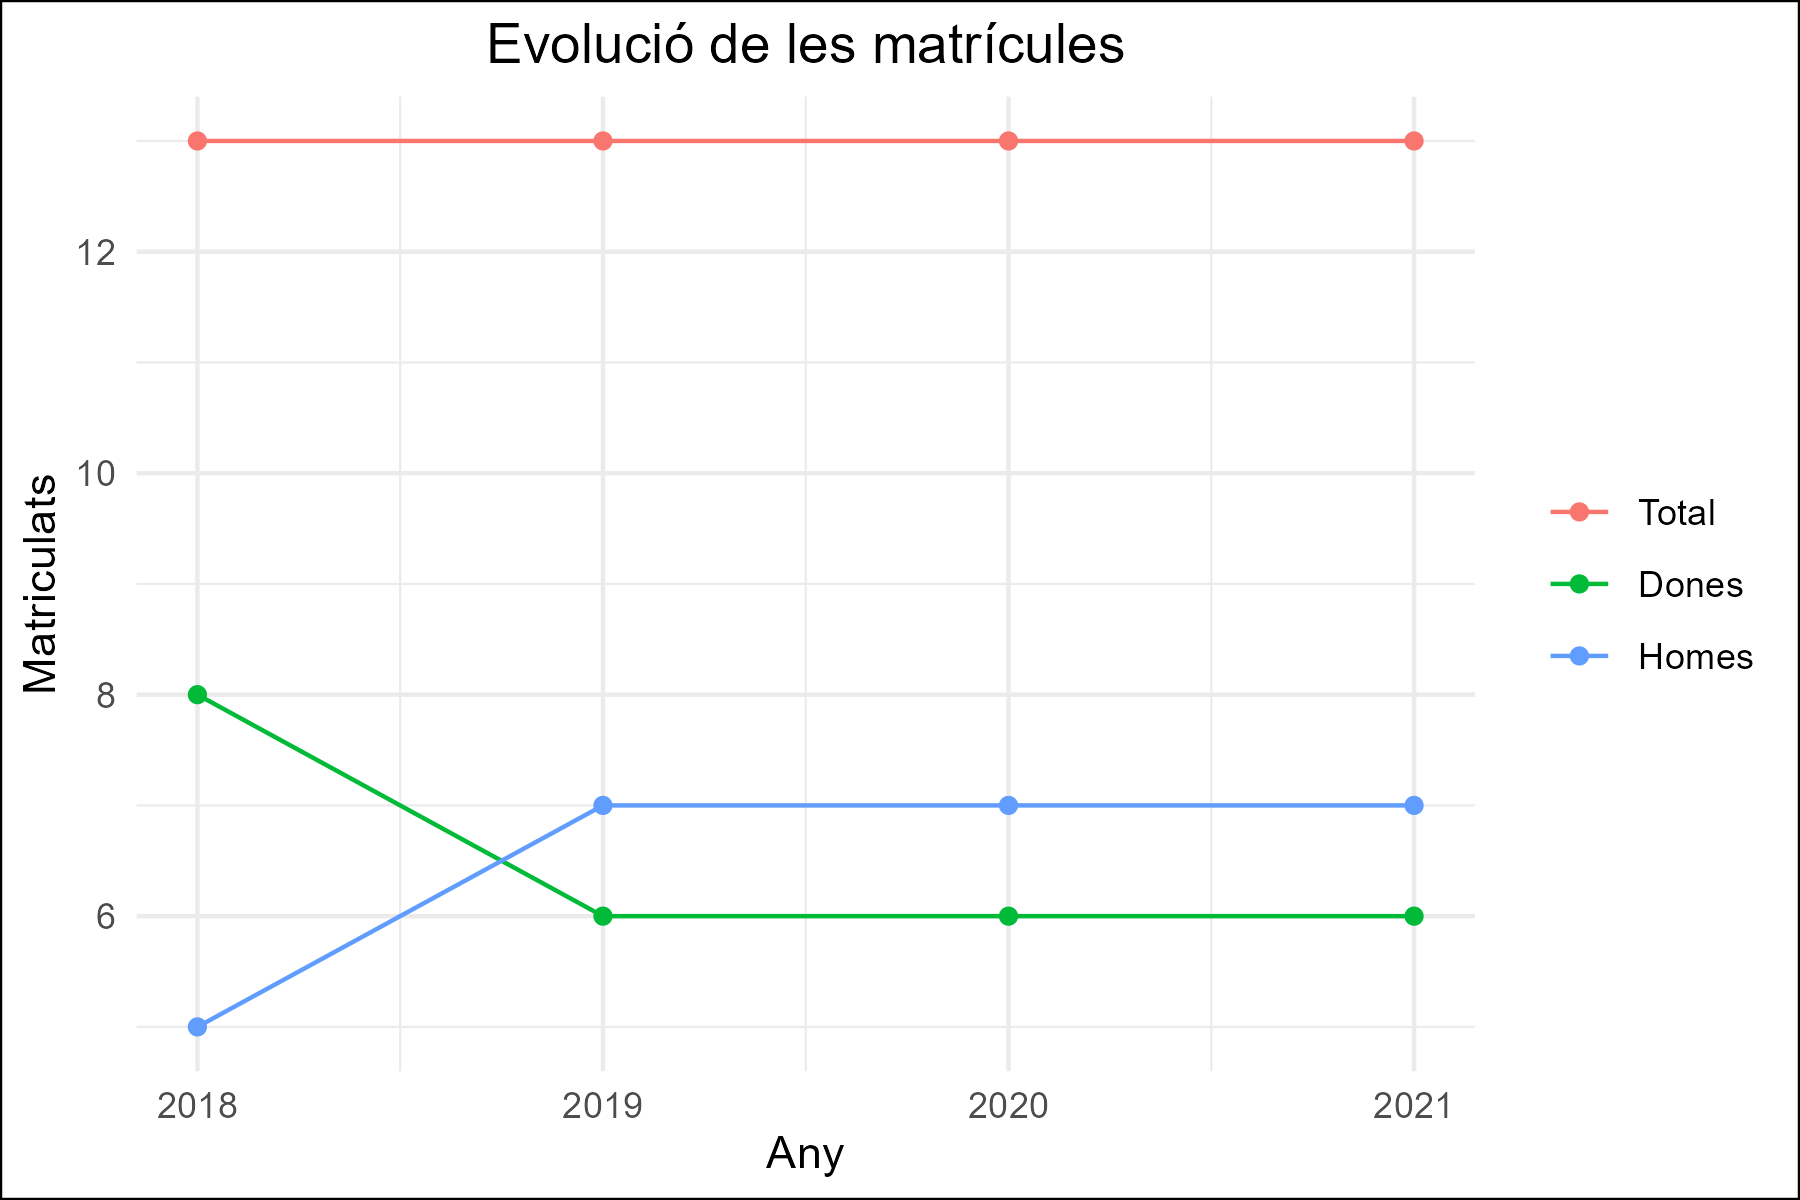 Evolució de les matrícules
Matriculats
12
10
8
6
2018
2019
2020
2021
Any
Total
Dones
Homes